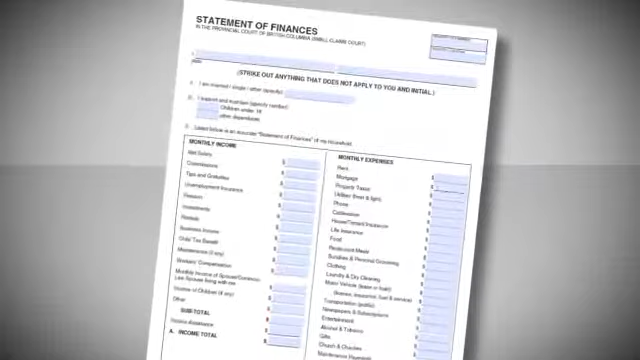 STATEMENT OF FINANCES
IN THE PROVINCIAL COURT OF BRITISH COLUMBIA (SMALL CLAIMS COURT)
(STRIKE OUT ANYTHING THAT DOES NOT APPLY TO YOU AND INITIAL.)
I am married / single / other (specify)
I support and maintain (specify number)
Children under 19
other dependents
Listed below is an accurate "Statement of Finances" of my household.
MONTHLY INCOME
Net Salary $
Commissions $
Tips and Gratuities $
Unemployment Insurance $
Pension $
Investments $
Rentals $
Business Income $
Child Tax Benefit $
Maintenance (if any) $
Workers' Compensation $
Monthly Income of Spouse/Common
Law Spouse living with me $
Income of Children (if any) $
Other $
SUB-TOTAL $
Income Assistance $
A. INCOME TOTAL $
MONTHLY EXPENSES
Rent $
Mortgage $
Property Taxes $
Utilities (heat & light) $
Phone $
Cablevision $
House/Tenant Insurance $
Life Insurance $
Food $
Restaurant Meals $
Sundries & Personal Grooming $
Clothing $
Laundry & Dry Cleaning $
Motor Vehicle (lease or loan) $
(license, insurance, fuel & service) $
Transportation (public) $
Newspapers & Subscriptions $
Entertainment $
Alcohol & Tobacco $
Gifts $
Church & Charities $
Maintenance Payments $